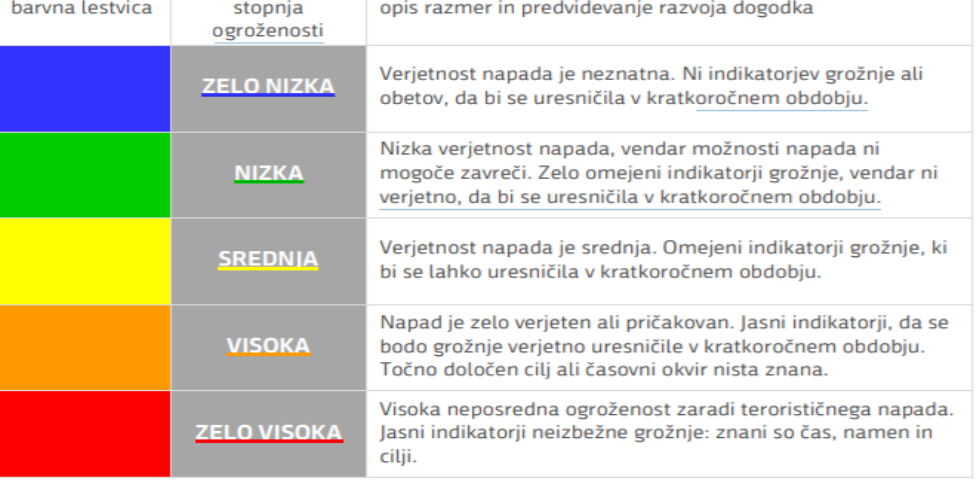 barvna lestvica
stopnja
ogroženosti
opis razmer in predvidevanje razvoja dogodka
ZELO NIZKA
Verjetnost napada je neznatna. Ni indikatorjev grožnje ali
obetov, da bi se uresničila v kratkoročnem obdobju.
NIZKA
Nizka verjetnost napada, vendar možnosti napada ni
mogoče zavreči. Zelo omejeni indikatorji grožnje, vendar ni
verjetno, da bi se uresničila v kratkoročnem obdobju.
SREDNJA
Verjetnost napada je srednja. Omejeni indikatorji grožnje, ki
bi se lahko uresničila v kratkoročnem obdobju.
VISOKA
Napad je zelo verjeten ali pričakovan. Jasni indikatorji, da se
bodo grožnje verjetno uresničile v kratkoročnem obdobju.
Točno določen cilj ali časovni okvir nista znana.
ZELO VISOKA
Visoka neposredna ogroženost zaradi terorističnega napada.
Jasni indikatorji neizbežne grožnje: znani so čas, namen in
cilji.